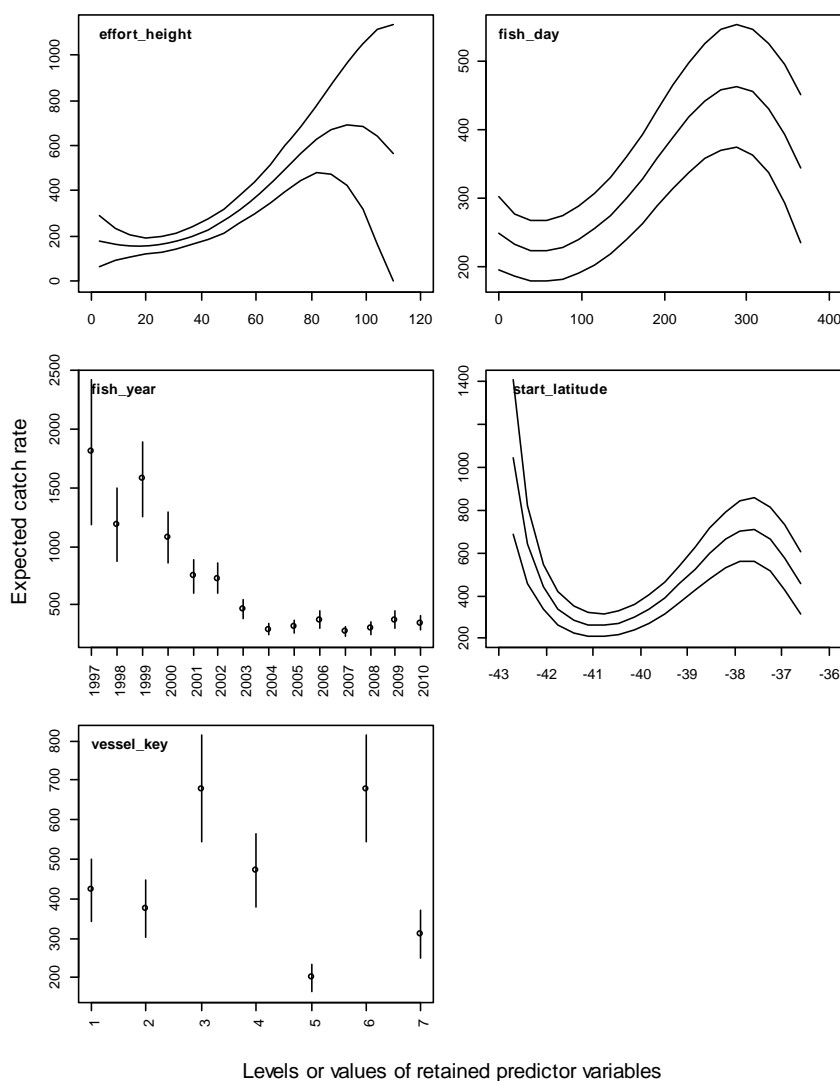 effort_height
0 200 400 600 800 1000
0 20 40 60 80 100 120
fish_day
200 300 400 500
0 100 200 300 400
Expected catch rate
fish_year
500 1000 1500 2000 2500
1997 1998 1999 2000 2001 2002 2003 2004 2005 2006 2007 2008 2009 2010
start_latitude
200 400 600 800 1000 1400
-43 -42 -41 -40 -39 -38 -37 -36
vessel_key
200 300 400 500 600 700 800
1 2 3 4 5 6 7
Levels or values of retained predictor variables